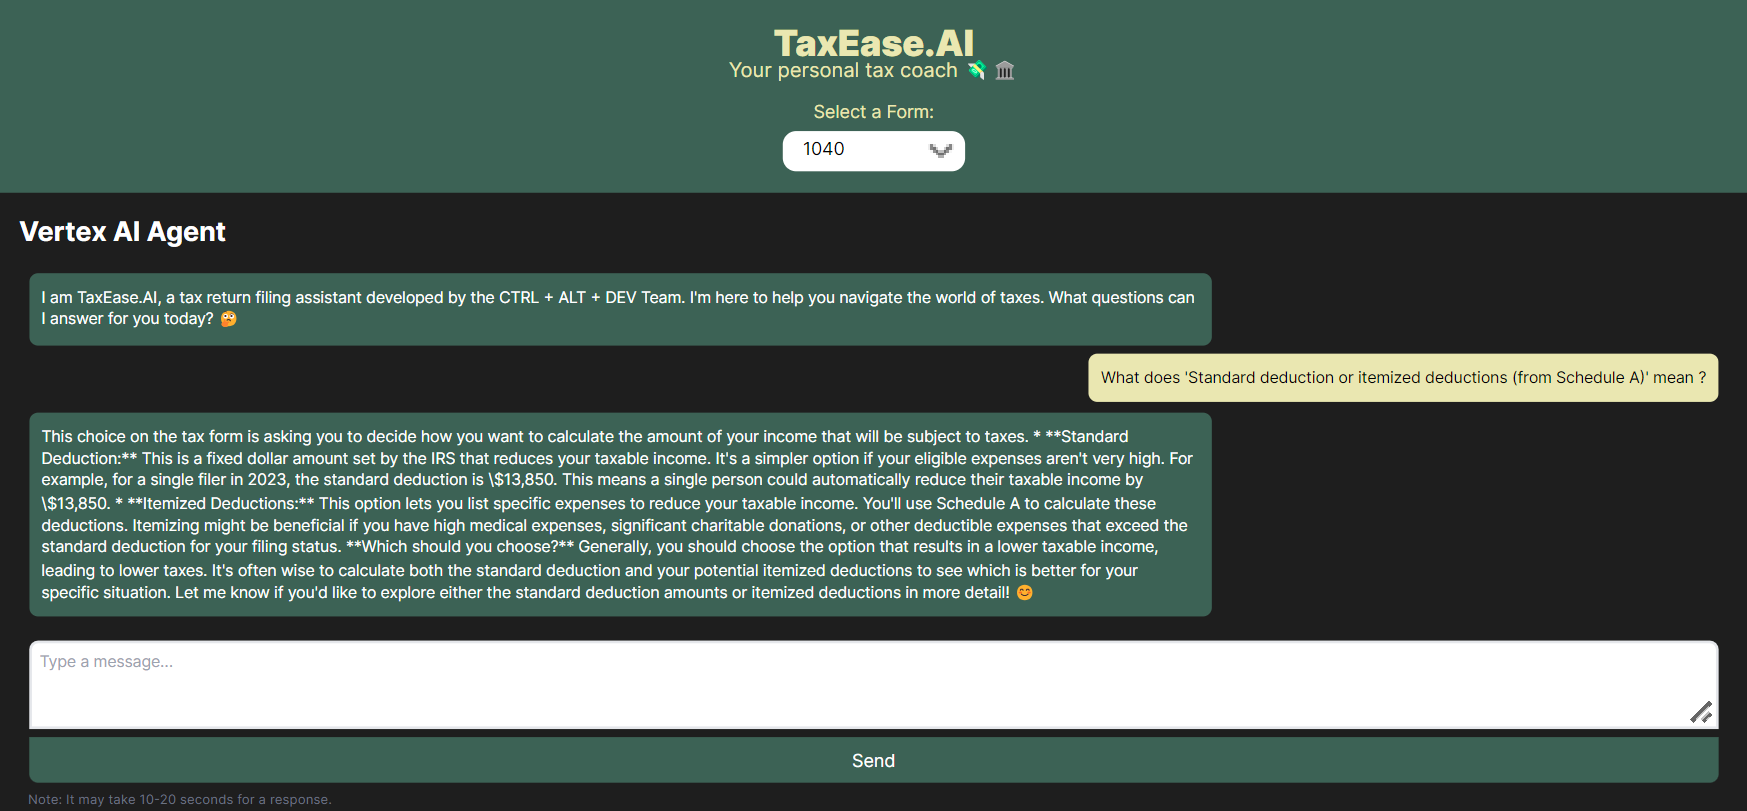 TaxEase.AI
Your personal tax coach 💸 🏛️
Select a Form:
1040
Vertex AI Agent
I am TaxEase.AI, a tax return filing assistant developed by the CTRL + ALT + DEV Team. I'm here to help you navigate the world of taxes. What questions can
I answer for you today? 🤔
What does 'Standard deduction or itemized deductions (from Schedule A)' mean ?
This choice on the tax form is asking you to decide how you want to calculate the amount of your income that will be subject to taxes. * **Standard
Deduction:** This is a fixed dollar amount set by the IRS that reduces your taxable income. It's a simpler option if your eligible expenses aren't very high. For
example, for a single filer in 2023, the standard deduction is \$13,850. This means a single person could automatically reduce their taxable income by
\$13,850. * **Itemized Deductions:** This option lets you list specific expenses to reduce your taxable income. You'll use Schedule A to calculate these
deductions. Itemizing might be beneficial if you have high medical expenses, significant charitable donations, or other deductible expenses that exceed the
standard deduction for your filing status. **Which should you choose?** Generally, you should choose the option that results in a lower taxable income,
leading to lower taxes. It's often wise to calculate both the standard deduction and your potential itemized deductions to see which is better for your
specific situation. Let me know if you'd like to explore either the standard deduction amounts or itemized deductions in more detail! 😊
Type a message...
Send
Note: It may take 10-20 seconds for a response.